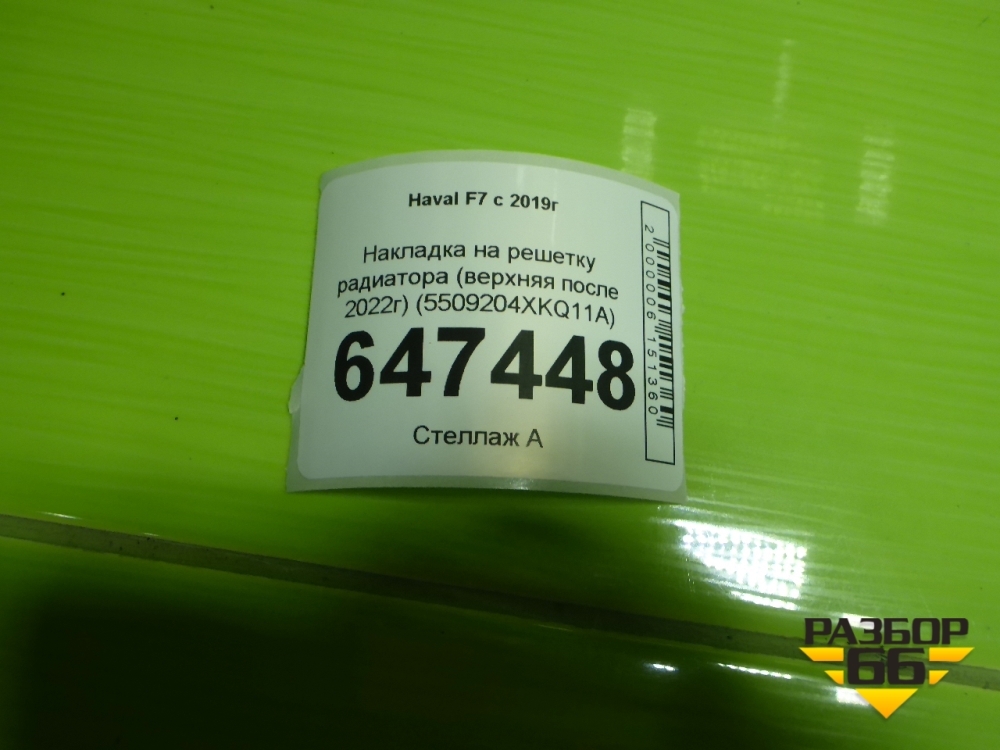 Haval F7 с 2019г
Накладка на решетку
радиатора (верхняя после
2022г) (5509204XKQ11A)
647448
Стеллаж А
2000006151360
РАЗБОР
66